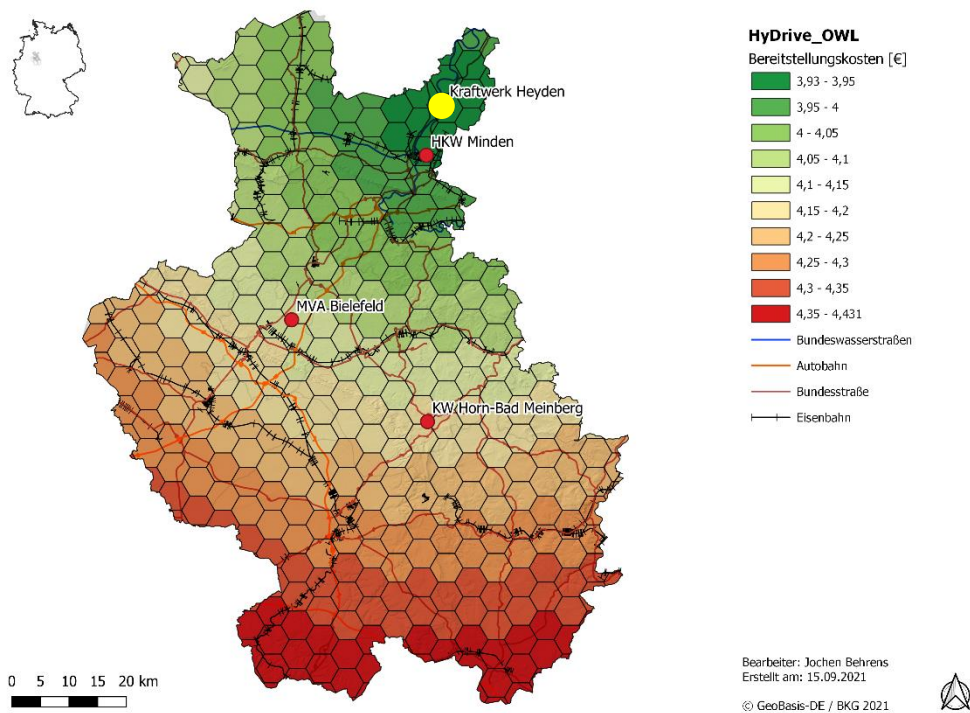 Kraftwerk Heyden
HKW Minden
MVA Bielefeld
KW Horn-Bad Meinberg
HyDrive_OWL
Bereitstellungskosten [€]
3,93 - 3,95
3,95 - 4
4 - 4,05
4,05 - 4,1
4,1 - 4,15
4,15 - 4,2
4,2 - 4,25
4,25 - 4,3
4,3 - 4,35
4,35 - 4,431
Bundeswasserstraßen
Autobahn
Bundesstraße
Eisenbahn
0 5 10 15 20 km
Bearbeiter: Jochen Behrens
Erstellt am: 15.09.2021
© GeoBasis-DE / BKG 2021